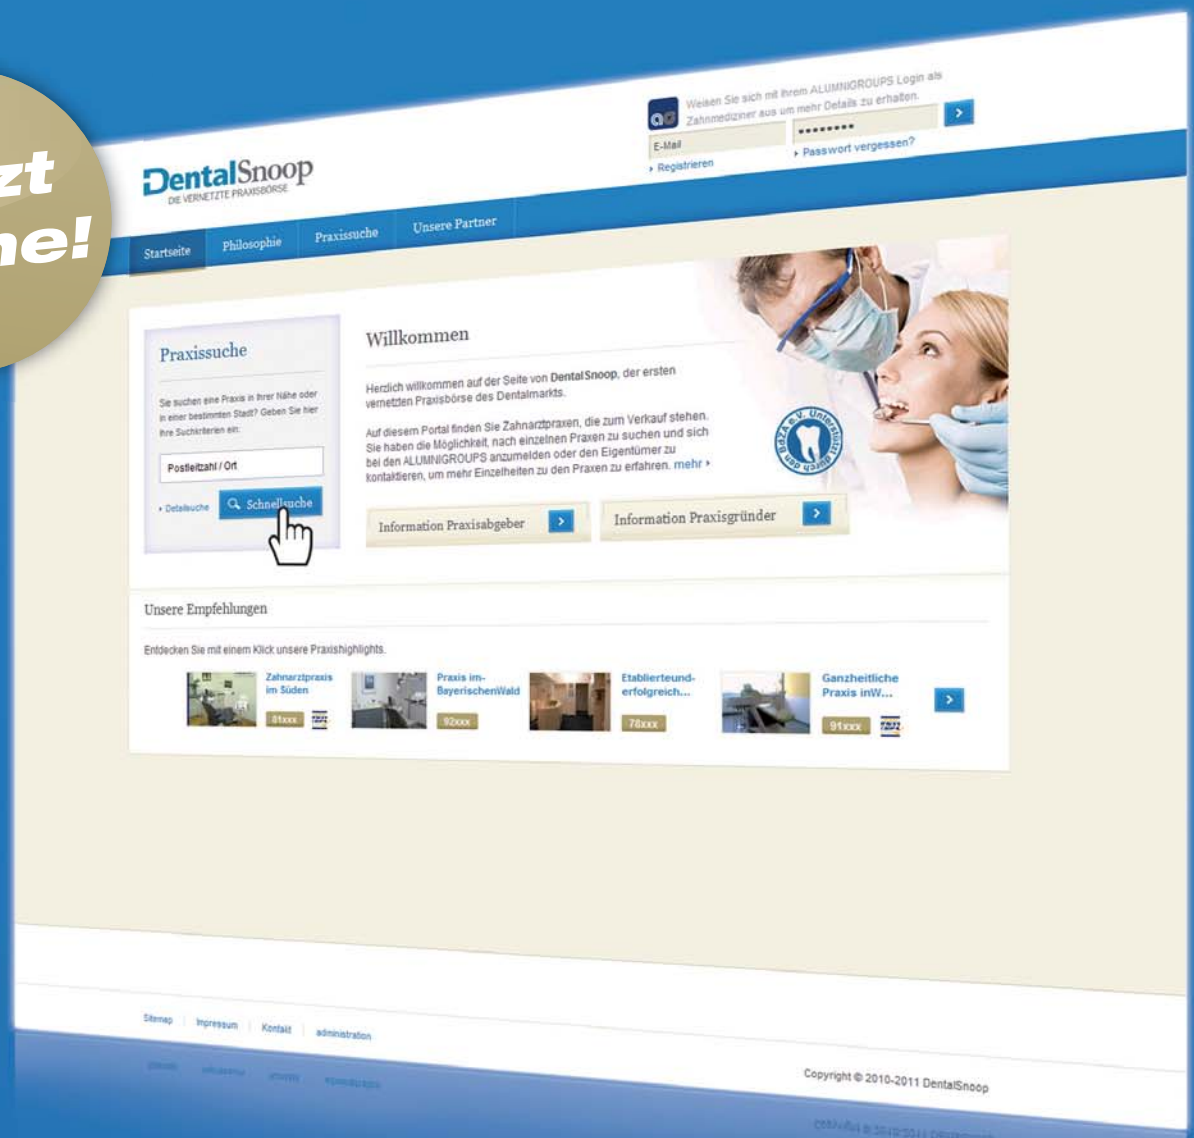 zt
ne!
Weisen Sie sich mit Ihrem ALUMNIGROUPS Login als
Zahnmediziner aus um mehr Details zu erhalten.
E-Mail
••••••••
Registrieren
Passwort vergessen?
DentalSnoop
DIE VERNETZTE PRAXISBÖRSE
Startseite
Philosophie
Praxissuche
Unsere Partner
Praxissuche
Sie suchen eine Praxis in Ihrer Nähe oder
in einer bestimmten Stadt? Geben Sie hier
Ihre Suchkriterien ein:
Postleitzahl / Ort
Detailsuche
Schnellsuche
Willkommen
Herzlich willkommen auf der Seite von DentalSnoop, der ersten
vernetzten Praxisbörse des Dentalmarkts.
Auf diesem Portal finden Sie Zahnarztpraxen, die zum Verkauf stehen.
Sie haben die Möglichkeit, nach einzelnen Praxen zu suchen und sich
bei den ALUMNIGROUPS anzumelden oder den Eigentümer zu
kontaktieren, um mehr Einzelheiten zu den Praxen zu erfahren. mehr
Unterstützt durch den BdZA e.V.
Information Praxisabgeber
Information Praxisgründer
Unsere Empfehlungen
Entdecken Sie mit einem Klick unsere Praxishighlights.
Zahnarztpraxis
im Süden
81xxx
Praxis im-
BayerischenWald
92xxx
Etablierteund-
erfolgreich...
78xxx
Ganzheitliche
Praxis inW...
91xxx
Sitemap
Impressum
Kontakt
administration
Copyright © 2010-2011 DentalSnoop